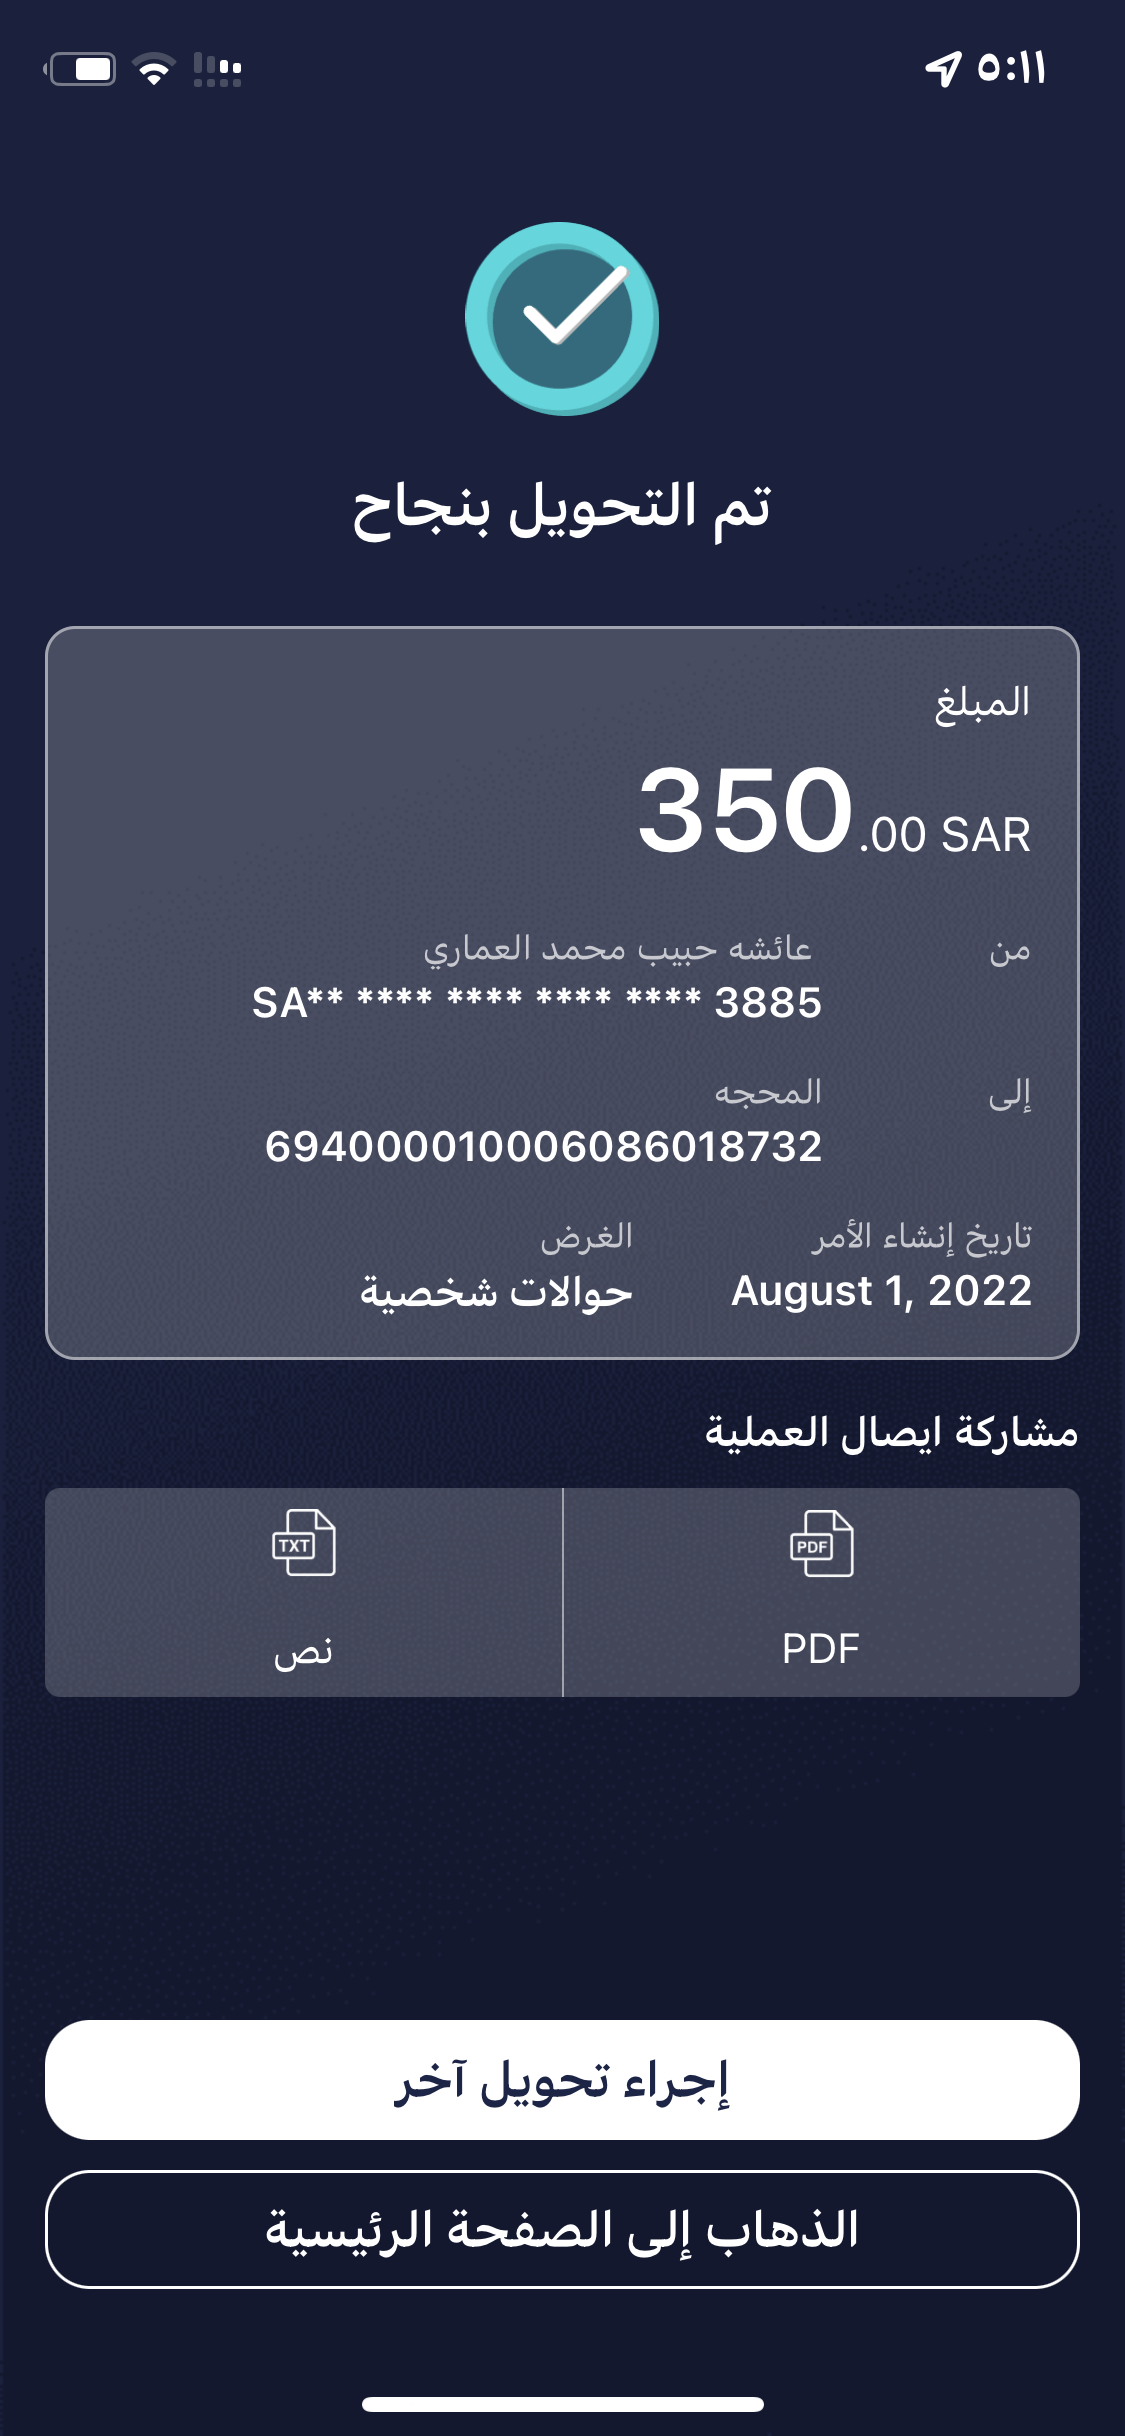 ٥:١١
تم التحويل بنجاح
المبلغ
350.00 SAR
من
عائشه حبيب محمد العماري
SA** **** **** **** **** 3885
إلى
المحجه
694000010006086018732
تاريخ إنشاء الأمر
August 1, 2022
الغرض
حوالات شخصية
مشاركة ايصال العملية
PDF
PDF
TXT
نص
إجراء تحويل آخر
الذهاب إلى الصفحة الرئيسية